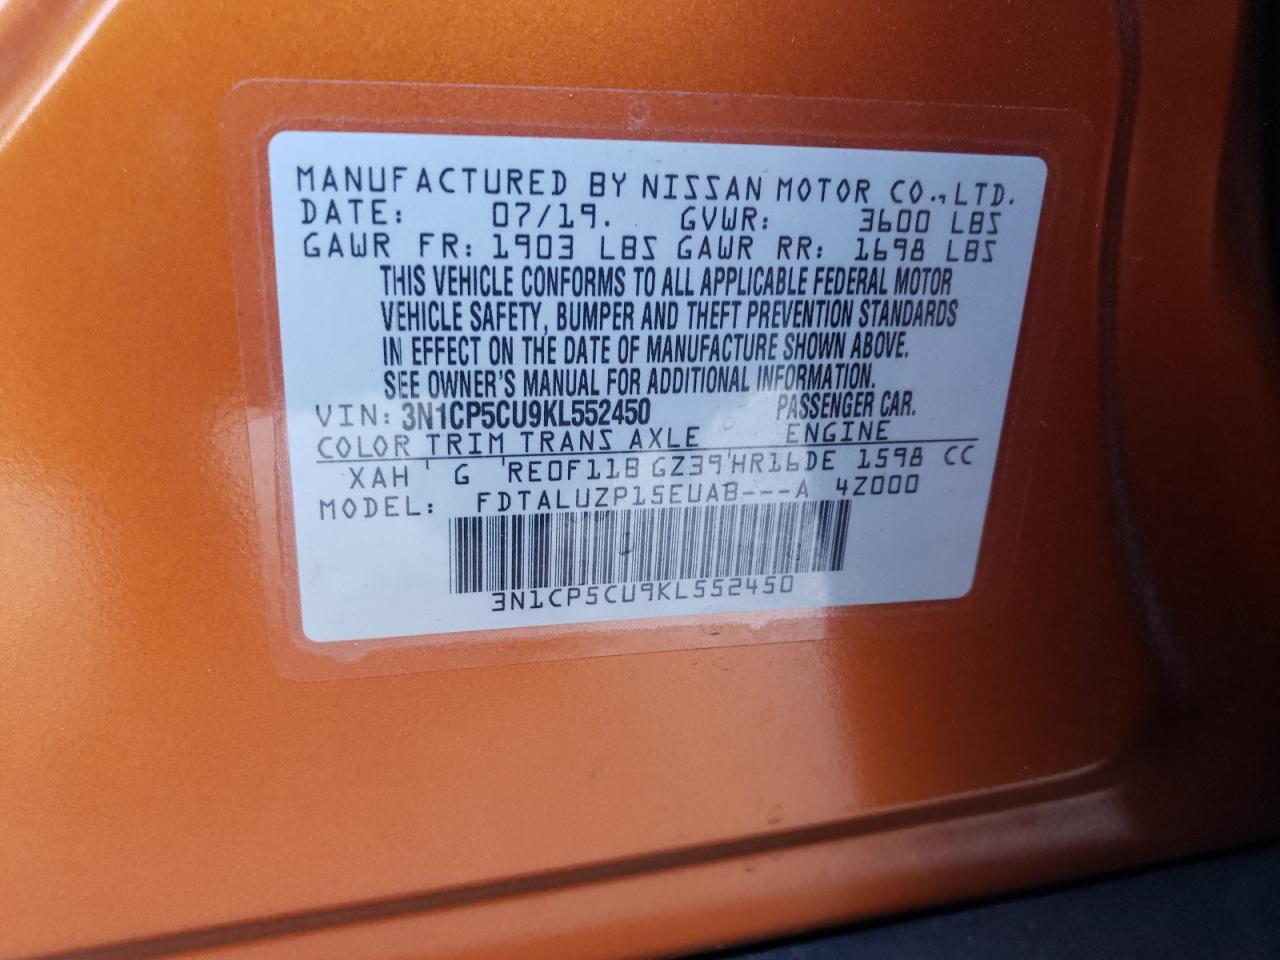 MANUFACTURED BY NISSAN MOTOR CO., LTD.
DATE: 07/19. GVWR: 3600 LBS
GAWR FR: 1903 LBS GAWR RR: 1698 LBS
THIS VEHICLE CONFORMS TO ALL APPLICABLE FEDERAL MOTOR
VEHICLE SAFETY, BUMPER AND THEFT PREVENTION STANDARDS
IN EFFECT ON THE DATE OF MANUFACTURE SHOWN ABOVE.
SEE OWNER'S MANUAL FOR ADDITIONAL INFORMATION.
VIN: 3N1CP5CU9KL552450 PASSENGER CAR.
COLOR TRIM TRANS AXLE ENGINE
XAH ' G 'RE0F11B GZ39'HR16DE 1598 CC
MODEL: FDTALUZP15EUAB---A 4Z000
3N1CP5CU9KL552450